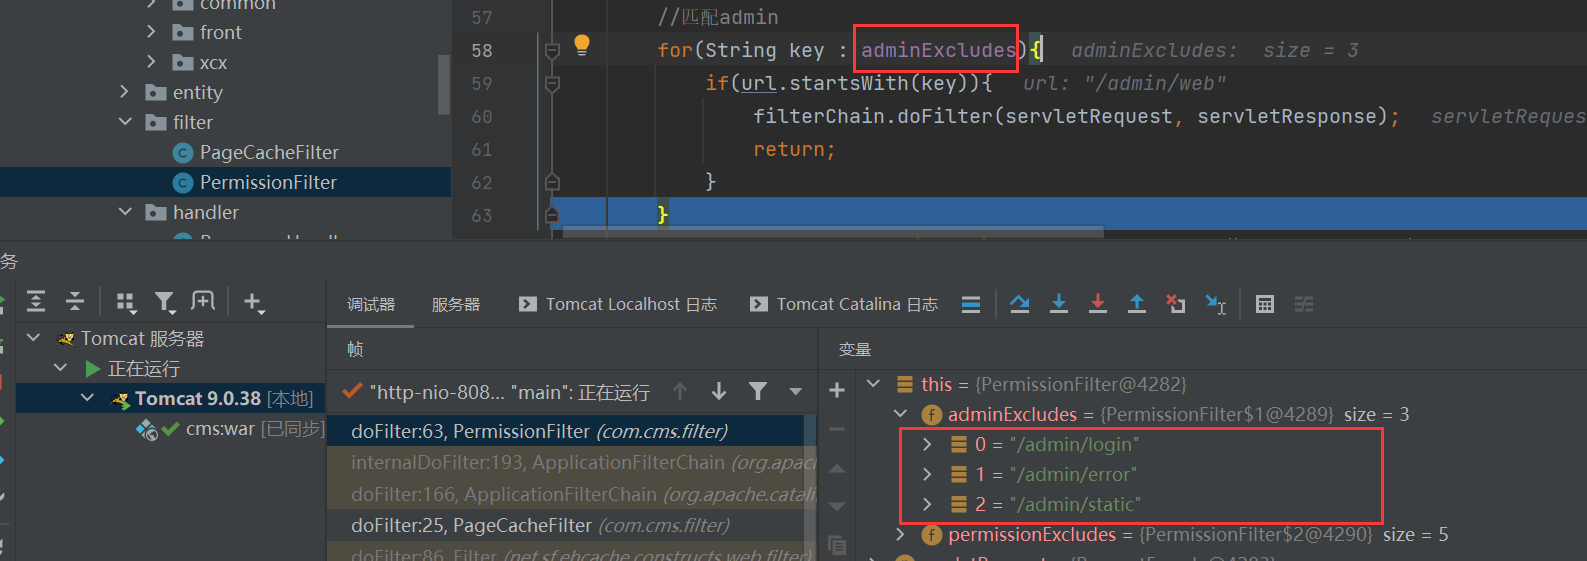 common
front
xcx
entity
filter
PageCacheFilter
PermissionFilter
handler
57 //匹配admin
58 for(String key : adminExcludes){ adminExcludes: size = 3
59 if(url.startsWith(key)){ url: "/admin/web"
60 filterChain.doFilter(servletRequest, servletResponse); servletReques
61 return;
62 }
63 }
务
调试器 服务器 Tomcat Localhost 日志 Tomcat Catalina 日志
Tomcat 服务器
正在运行
Tomcat 9.0.38 [本地]
cms:war [已同步]
帧
"http-nio-808... "main": 正在运行
doFilter:63, PermissionFilter (com.cms.filter)
internalDoFilter:193, ApplicationFilterChain (org.apac
doFilter:166, ApplicationFilterChain (org.apache.catali
doFilter:25, PageCacheFilter (com.cms.filter)
doFilter:86, Filter (net.sf.ehcache.constructs.web.filter)
变量
this = {PermissionFilter@4282}
adminExcludes = {PermissionFilter$1@4289} size = 3
0 = "/admin/login"
1 = "/admin/error"
2 = "/admin/static"
permissionExcludes = {PermissionFilter$2@4290} size = 5